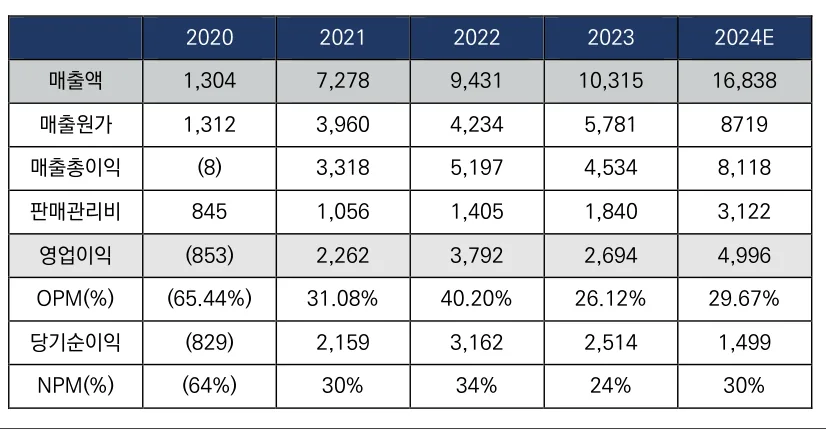 2020 2021 2022 2023 2024E
매출액 1,304 7,278 9,431 10,315 16,838
매출원가 1,312 3,960 4,234 5,781 8719
매출총이익 (8) 3,318 5,197 4,534 8,118
판매관리비 845 1,056 1,405 1,840 3,122
영업이익 (853) 2,262 3,792 2,694 4,996
OPM(%) (65.44%) 31.08% 40.20% 26.12% 29.67%
당기순이익 (829) 2,159 3,162 2,514 1,499
NPM(%) (64%) 30% 34% 24% 30%